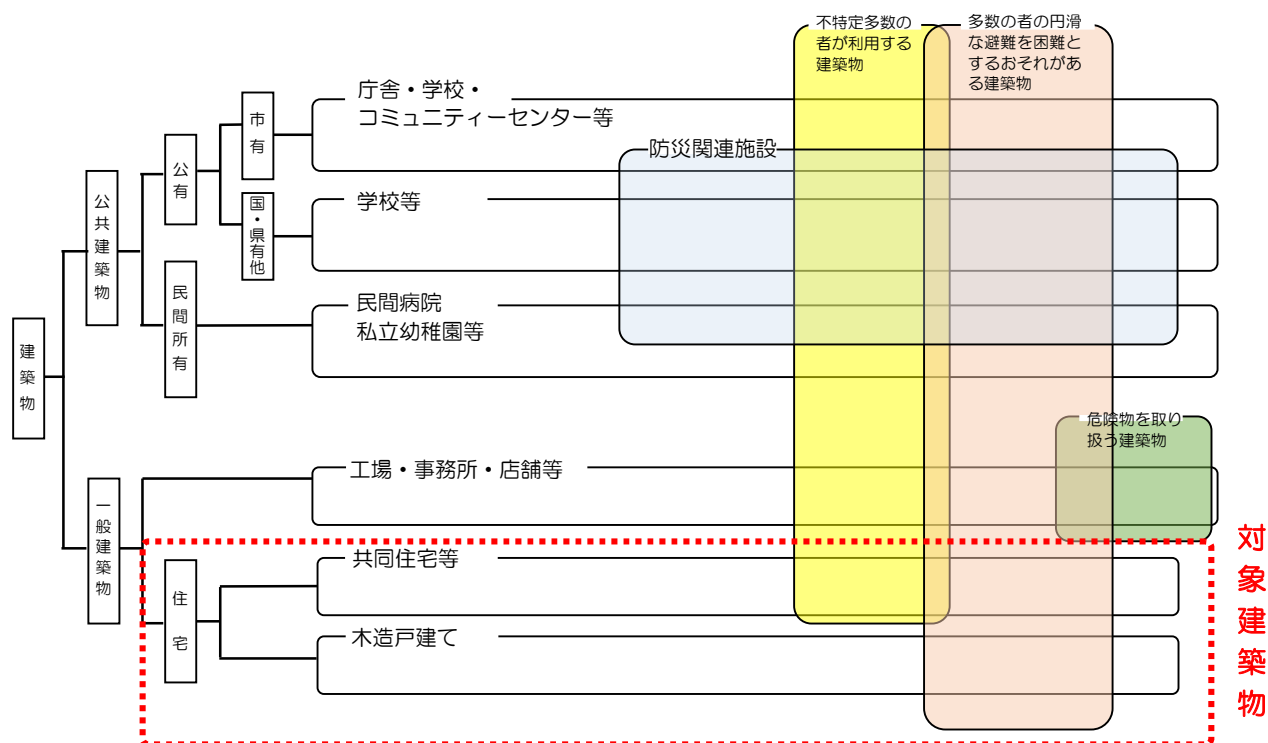 不特定多数の
者が利用する
建築物
多数の者の円滑
な避難を困難と
するおそれがあ
る建築物
庁舎・学校・
コミュニティーセンター等
市有
防災関連施設
公有
学校等
国・県有他
公共建築物
民間病院
私立幼稚園等
民間所有
建築物
危険物を取り
扱う建築物
工場・事務所・店舗等
一般建築物
対象建築物
共同住宅等
住宅
木造戸建て